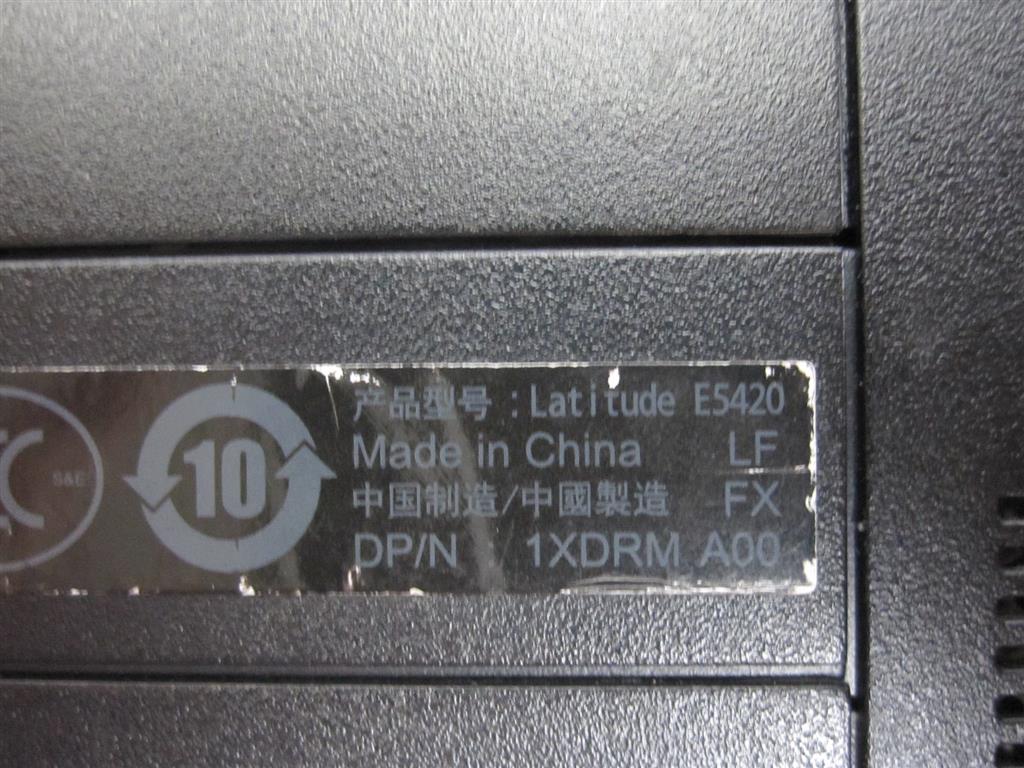 产品型号 : Latitude E5420
Made in China LF
中国制造/中國製造 FX
DP/N 1XDRM A00
10
S&E